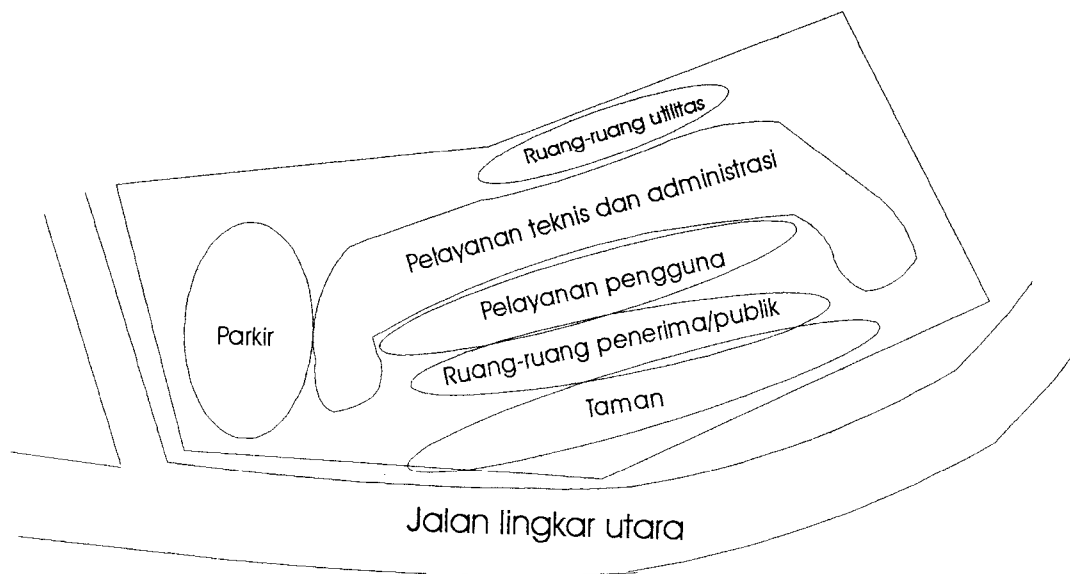 Ruang-ruang utilitas
Pelayanan teknis dan administrasi
Pelayanan pengguna
Parkir
Ruang-ruang penerima/publik
Taman
Jalan lingkar utara